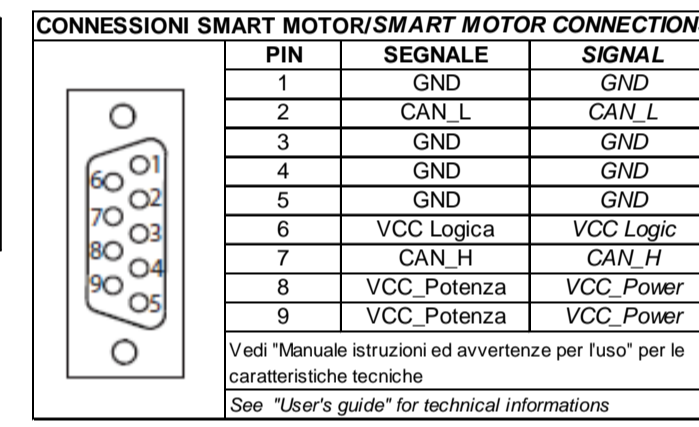 CONNESSIONI SMART MOTOR/SMART MOTOR CONNECTION
PIN SEGNALE SIGNAL
1 GND GND
2 CAN_L CAN_L
3 GND GND
4 GND GND
5 GND GND
6 VCC Logica VCC Logic
7 CAN_H CAN_H
8 VCC_Potenza VCC_Power
9 VCC_Potenza VCC_Power
1
6
2
7
3
8
4
9
5
Vedi "Manuale istruzioni ed avvertenze per l'uso" per le
caratteristiche tecniche
See "User's guide" for technical informations